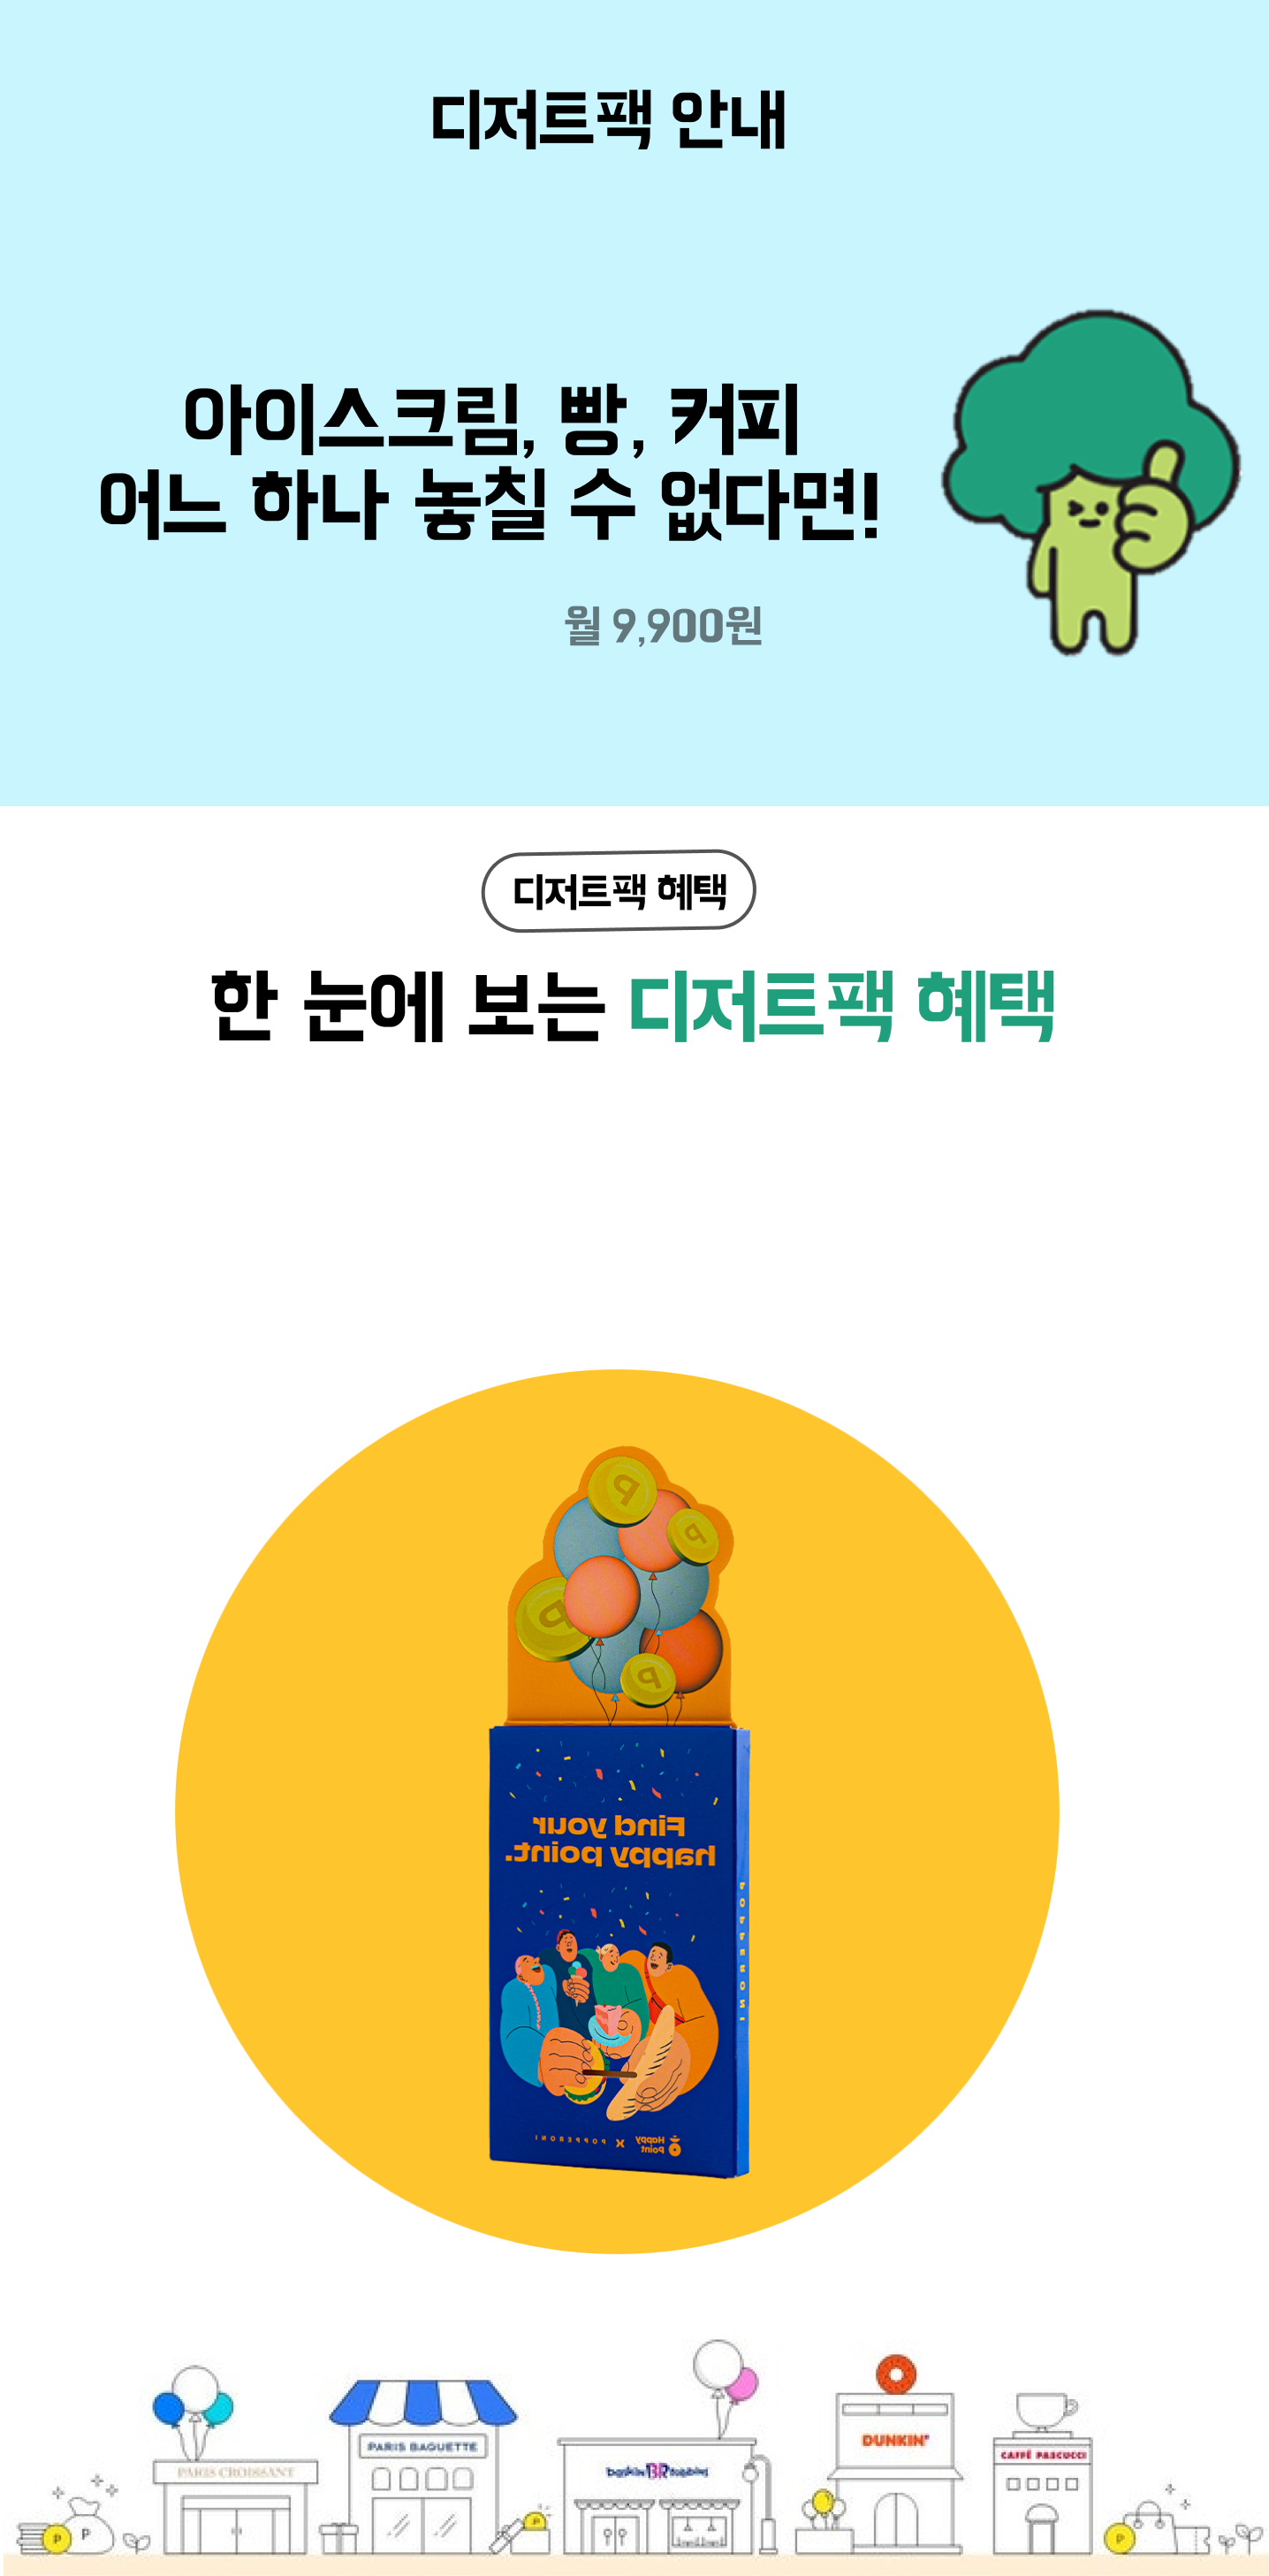 디저트팩 안내
아이스크림, 빵, 커피
어느 하나 놓칠 수 없다면!
월 9,900원
디저트팩 혜택
한 눈에 보는 디저트팩 혜택
P
P
P
P
Find your
happy point.
POPPERONI
Happy
Point X POPPERONI
PARIS CROISSANT
PARIS BAGUETTE
baskin BR robbins
DUNKIN'
CAFFÉ PASCUCCI
P
P
P
P